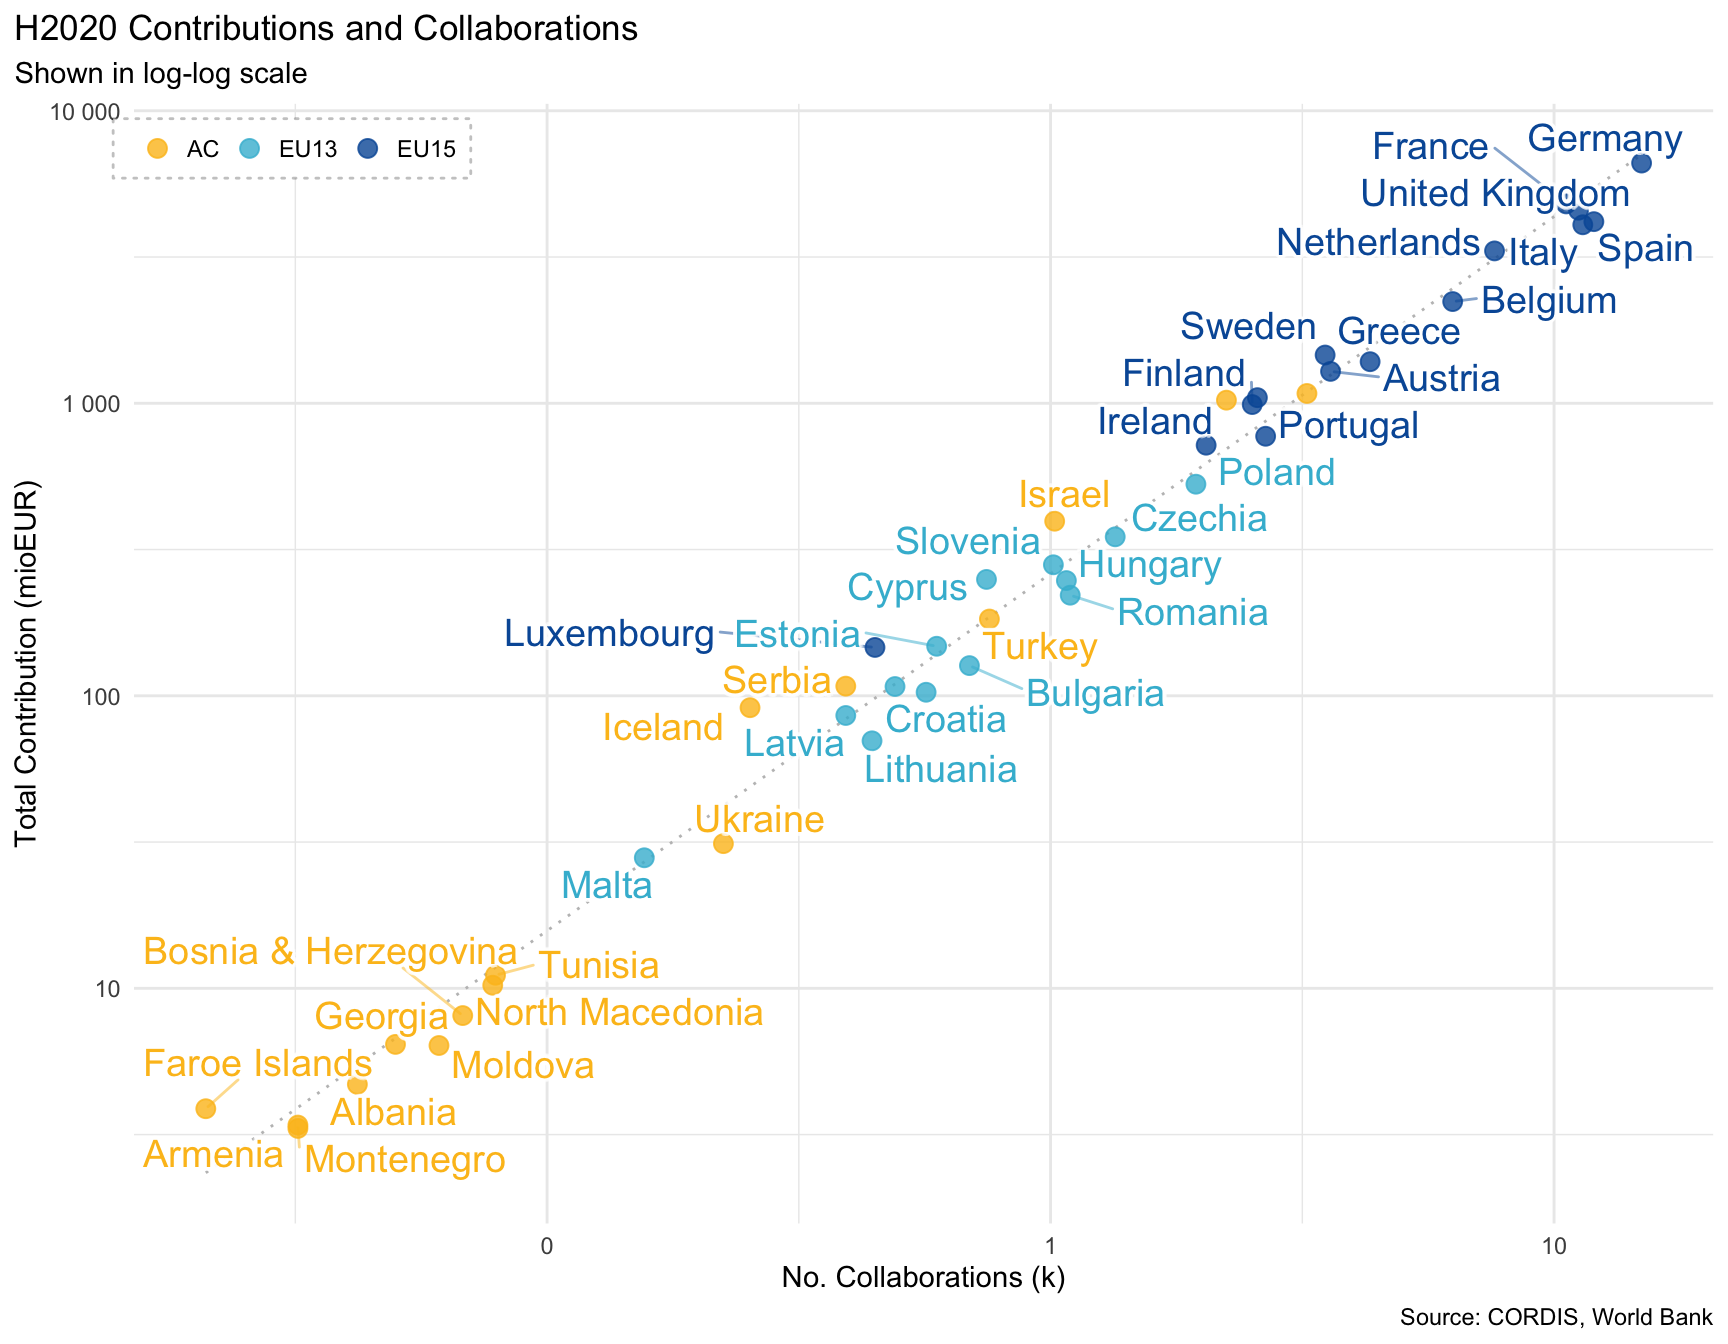 H2020 Contributions and Collaborations
Shown in log-log scale
10 000
AC EU13 EU15
France
Germany
United Kingdom
Netherlands
Italy
Spain
Belgium
Sweden
Greece
Finland
Austria
1 000
Ireland
Portugal
Poland
Israel
Czechia
Slovenia
Hungary
Cyprus
Romania
Luxembourg
Estonia
Turkey
Serbia
Bulgaria
100
Iceland
Croatia
Latvia
Lithuania
Ukraine
Malta
Bosnia & Herzegovina
Tunisia
10
Georgia
North Macedonia
Faroe Islands
Moldova
Albania
Armenia
Montenegro
Total Contribution (mioEUR)
0 1 10
No. Collaborations (k)
Source: CORDIS, World Bank